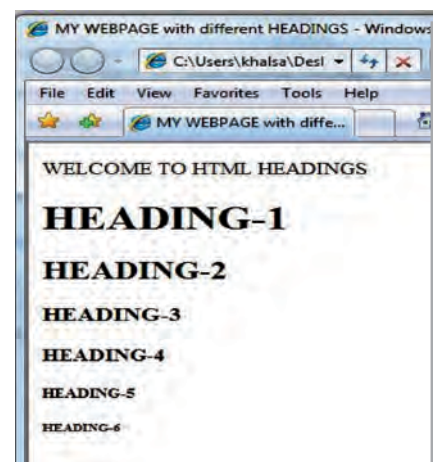 MY WEBPAGE with different HEADINGS - Windows
C:\Users\khalsa\Desl
File Edit View Favorites Tools Help
MY WEBPAGE with diffe...
WELCOME TO HTML HEADINGS
HEADING-1
HEADING-2
HEADING-3
HEADING-4
HEADING-5
HEADING-6